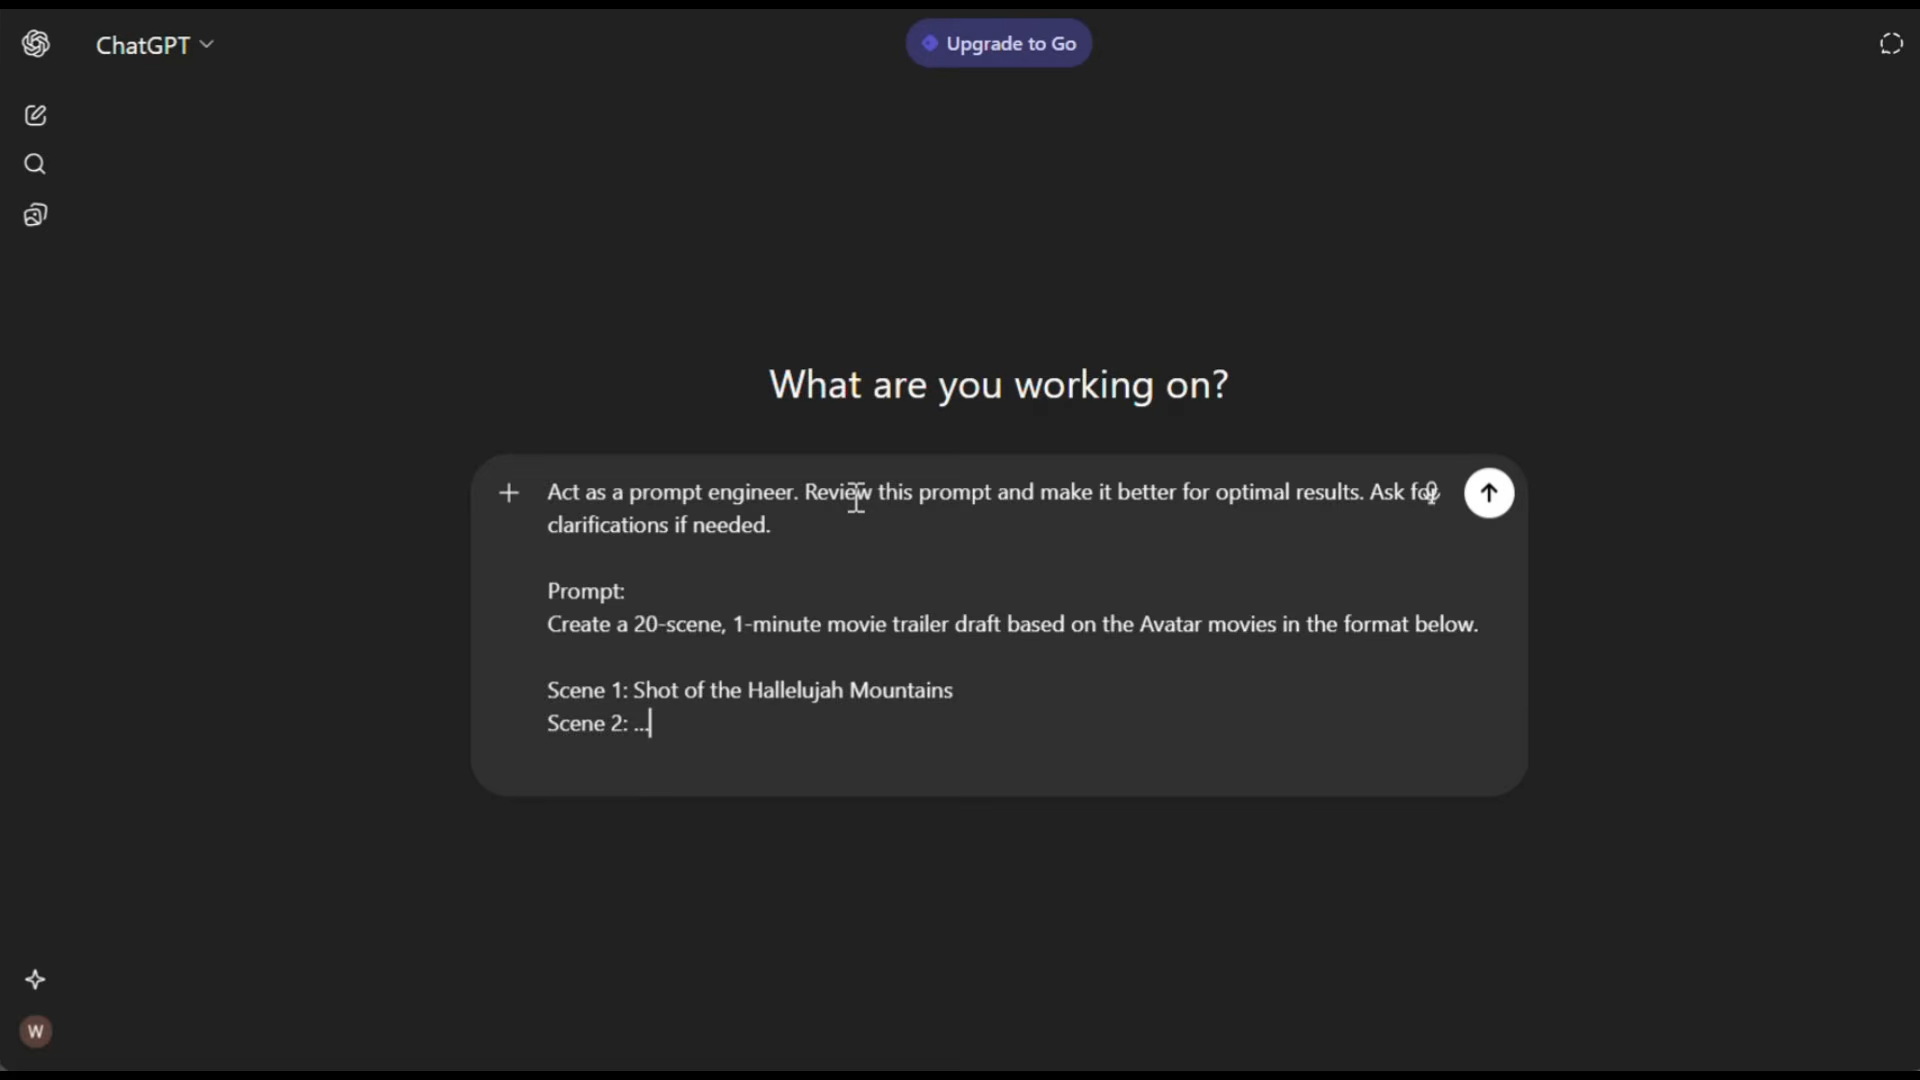 ChatGPT
Upgrade to Go
What are you working on?
Act as a prompt engineer. Review this prompt and make it better for optimal results. Ask for
clarifications if needed.
Prompt:
Create a 20-scene, 1-minute movie trailer draft based on the Avatar movies in the format below.
Scene 1: Shot of the Hallelujah Mountains
Scene 2: ...
W